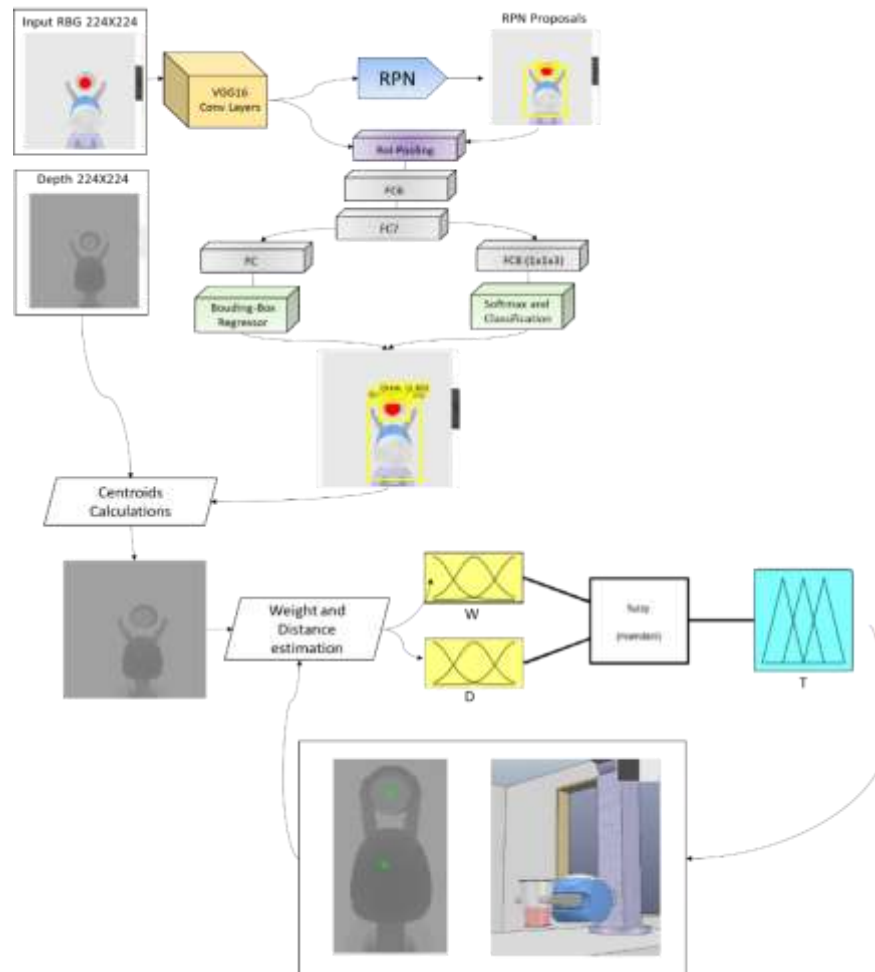 Input RBG 224X224
RPN Proposals
VGG16
Conv Layers
RPN
RoI Pooling
Depth 224X224
FC6
FC7
FC
FC8 (1x1x3)
Bouding-Box
Regressor
Softmax and
Classification
Centroids
Calculations
Weight and
Distance
estimation
W
D
fuzzy
(mamdani)
T